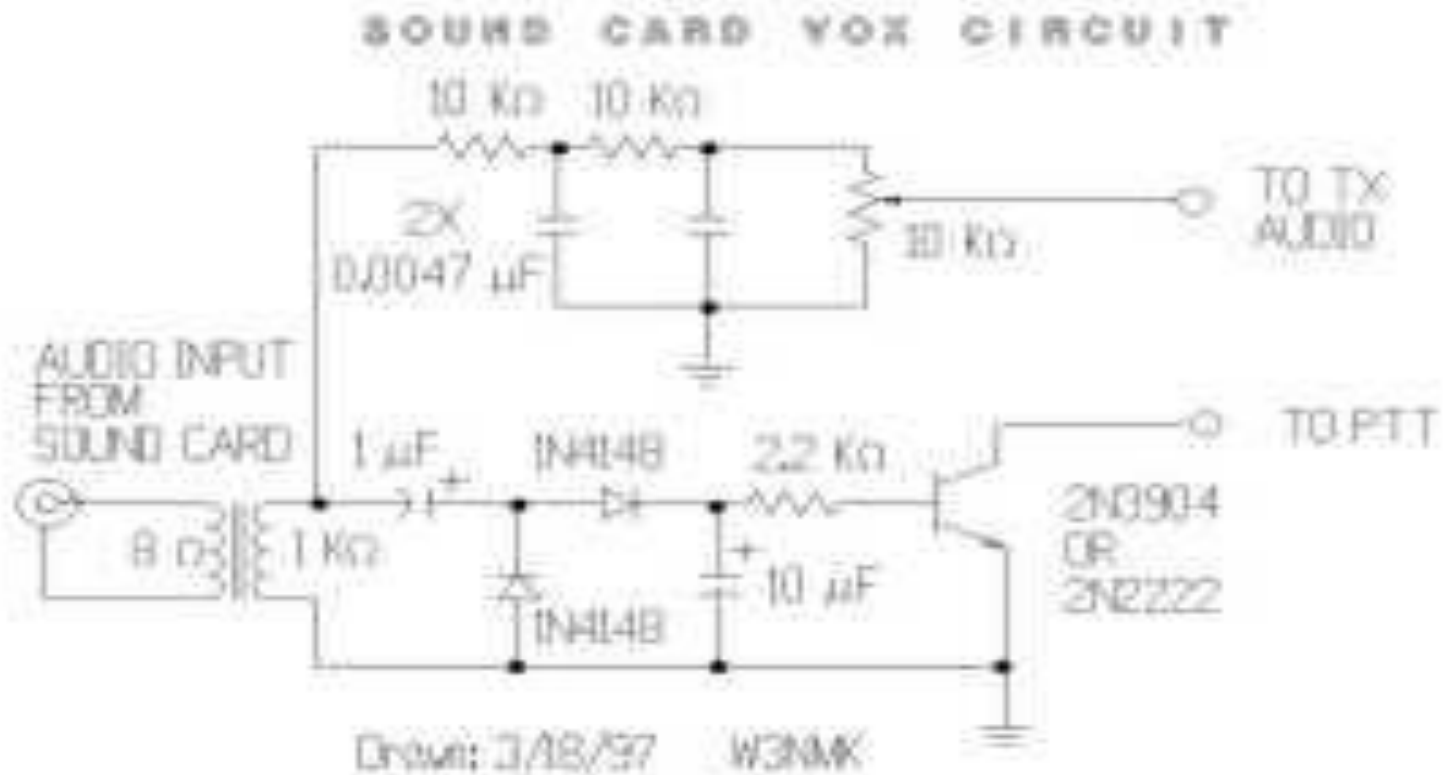 SOUND CARD VOX CIRCUIT
10 KΩ 10 KΩ
2X
0.0047 µF
10 KΩ
TO TX
AUDIO
AUDIO INPUT
FROM
SOUND CARD
1 µF
+
1N4148
2.2 KΩ
TO PTT
8 Ω
1 KΩ
1N4148
+
10 µF
2N3904
OR
2N2222
Drawn: 3/18/97 W3NMK